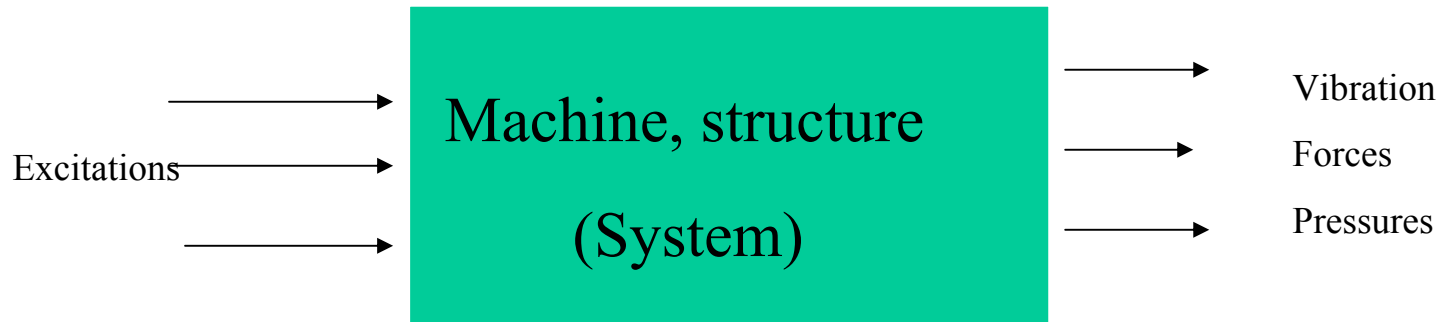 Excitations
Machine, structure
(System)
Vibration
Forces
Pressures